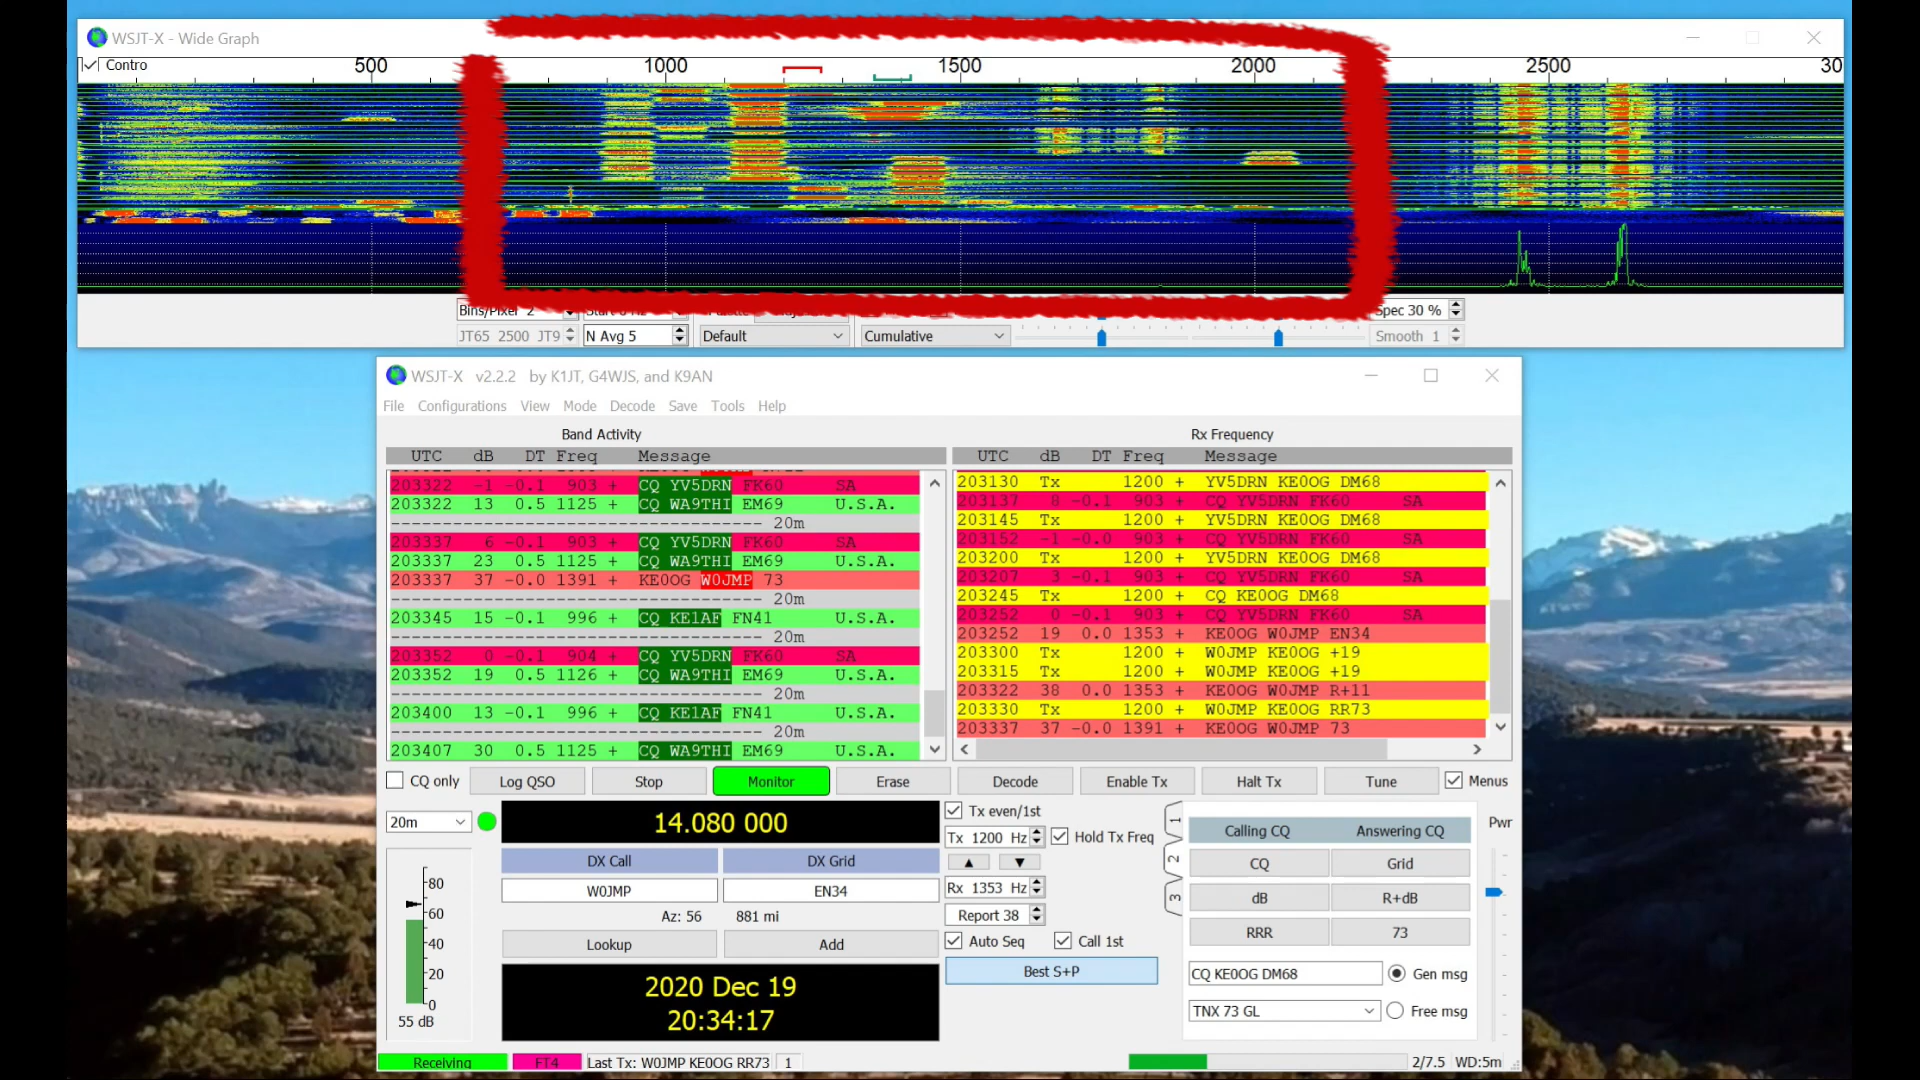 WSJT-X - Wide Graph
Contro 500 1000 1500 2000 2500 30
Bins/Pixel 2 Spec 30 %
JT65 2500 JT9 N Avg 5 Default Cumulative Smooth 1
WSJT-X v2.2.2 by K1JT, G4WJS, and K9AN
File Configurations View Mode Decode Save Tools Help
Band Activity
UTC dB DT Freq Message
203322 -1 -0.1 903 + CQ YV5DRN FK60 SA
203322 13 0.5 1125 + CQ WA9THI EM69 U.S.A.
------------------------------------ 20m
203337 6 -0.1 903 + CQ YV5DRN FK60 SA
203337 23 0.5 1125 + CQ WA9THI EM69 U.S.A.
203337 37 -0.0 1391 + KE0OG W0JMP 73
------------------------------------ 20m
203345 15 -0.1 996 + CQ KE1AF FN41 U.S.A.
------------------------------------ 20m
203352 0 -0.1 904 + CQ YV5DRN FK60 SA
203352 19 0.5 1126 + CQ WA9THI EM69 U.S.A.
------------------------------------ 20m
203400 13 -0.1 996 + CQ KE1AF FN41 U.S.A.
------------------------------------ 20m
203407 30 0.5 1125 + CQ WA9THI EM69 U.S.A.
Rx Frequency
UTC dB DT Freq Message
203130 Tx 1200 + YV5DRN KE0OG DM68
203137 8 -0.1 903 + CQ YV5DRN FK60 SA
203145 Tx 1200 + YV5DRN KE0OG DM68
203152 -1 -0.0 903 + CQ YV5DRN FK60 SA
203200 Tx 1200 + YV5DRN KE0OG DM68
203207 3 -0.1 903 + CQ YV5DRN FK60 SA
203245 Tx 1200 + CQ KE0OG DM68
203252 0 -0.1 903 + CQ YV5DRN FK60 SA
203252 19 0.0 1353 + KE0OG W0JMP EN34
203300 Tx 1200 + W0JMP KE0OG +19
203315 Tx 1200 + W0JMP KE0OG +19
203322 38 0.0 1353 + KE0OG W0JMP R+11
203330 Tx 1200 + W0JMP KE0OG RR73
203337 37 -0.0 1391 + KE0OG W0JMP 73
CQ only Log QSO Stop Monitor Erase Decode Enable Tx Halt Tx Tune Menus
20m 14.080 000
DX Call DX Grid
W0JMP EN34
Az: 56 881 mi
Lookup Add
2020 Dec 19
20:34:17
80
60
40
20
0
55 dB
Tx even/1st
Tx 1200 Hz Hold Tx Freq
Rx 1353 Hz
Report 38
Auto Seq Call 1st
Best S+P
1
2
3
Calling CQ Answering CQ Pwr
CQ Grid
dB R+dB
RRR 73
CQ KE0OG DM68 Gen msg
TNX 73 GL Free msg
Receiving FT4 Last Tx: W0JMP KE0OG RR73 1 2/7.5 WD:5m